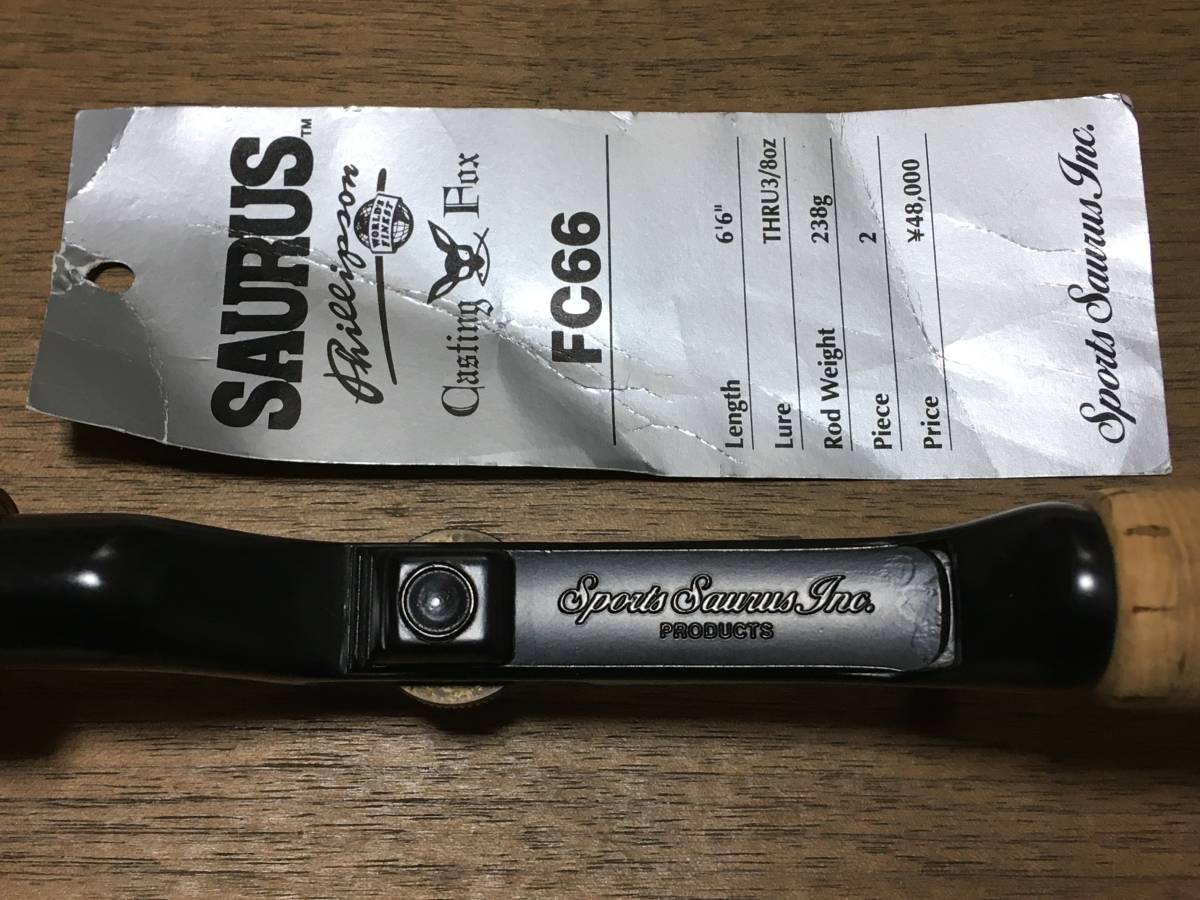 SAURUS™
Phillipson
WORLD'S
FINEST
Casting Fox
FC66
Length 6'6"
Lure THRU3/8oz
Rod Weight 238g
Piece 2
Price ¥48,000
Sports Saurus Inc.
Sports Saurus Inc.
PRODUCTS